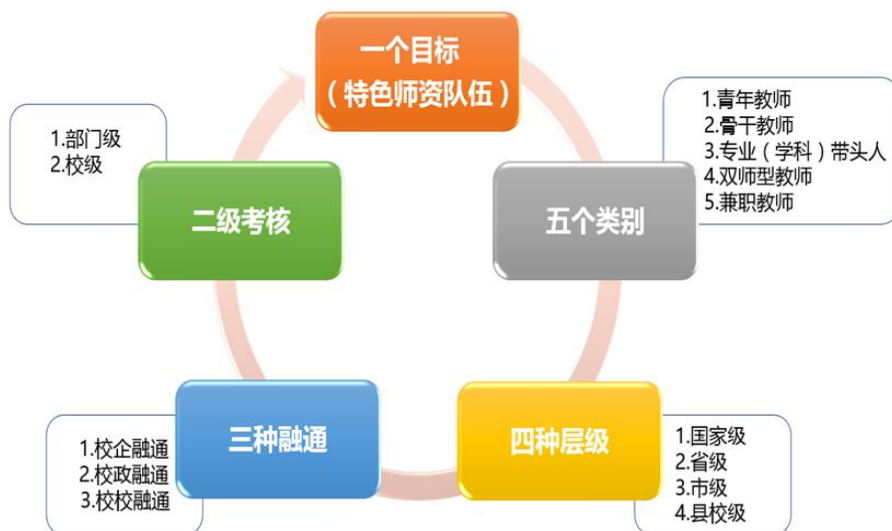 一个目标
（特色师资队伍）
五个类别
1.青年教师
2.骨干教师
3.专业（学科）带头人
4.双师型教师
5.兼职教师
四种层级
1.国家级
2.省级
3.市级
4.县校级
三种融通
1.校企融通
2.校政融通
3.校校融通
二级考核
1.部门级
2.校级